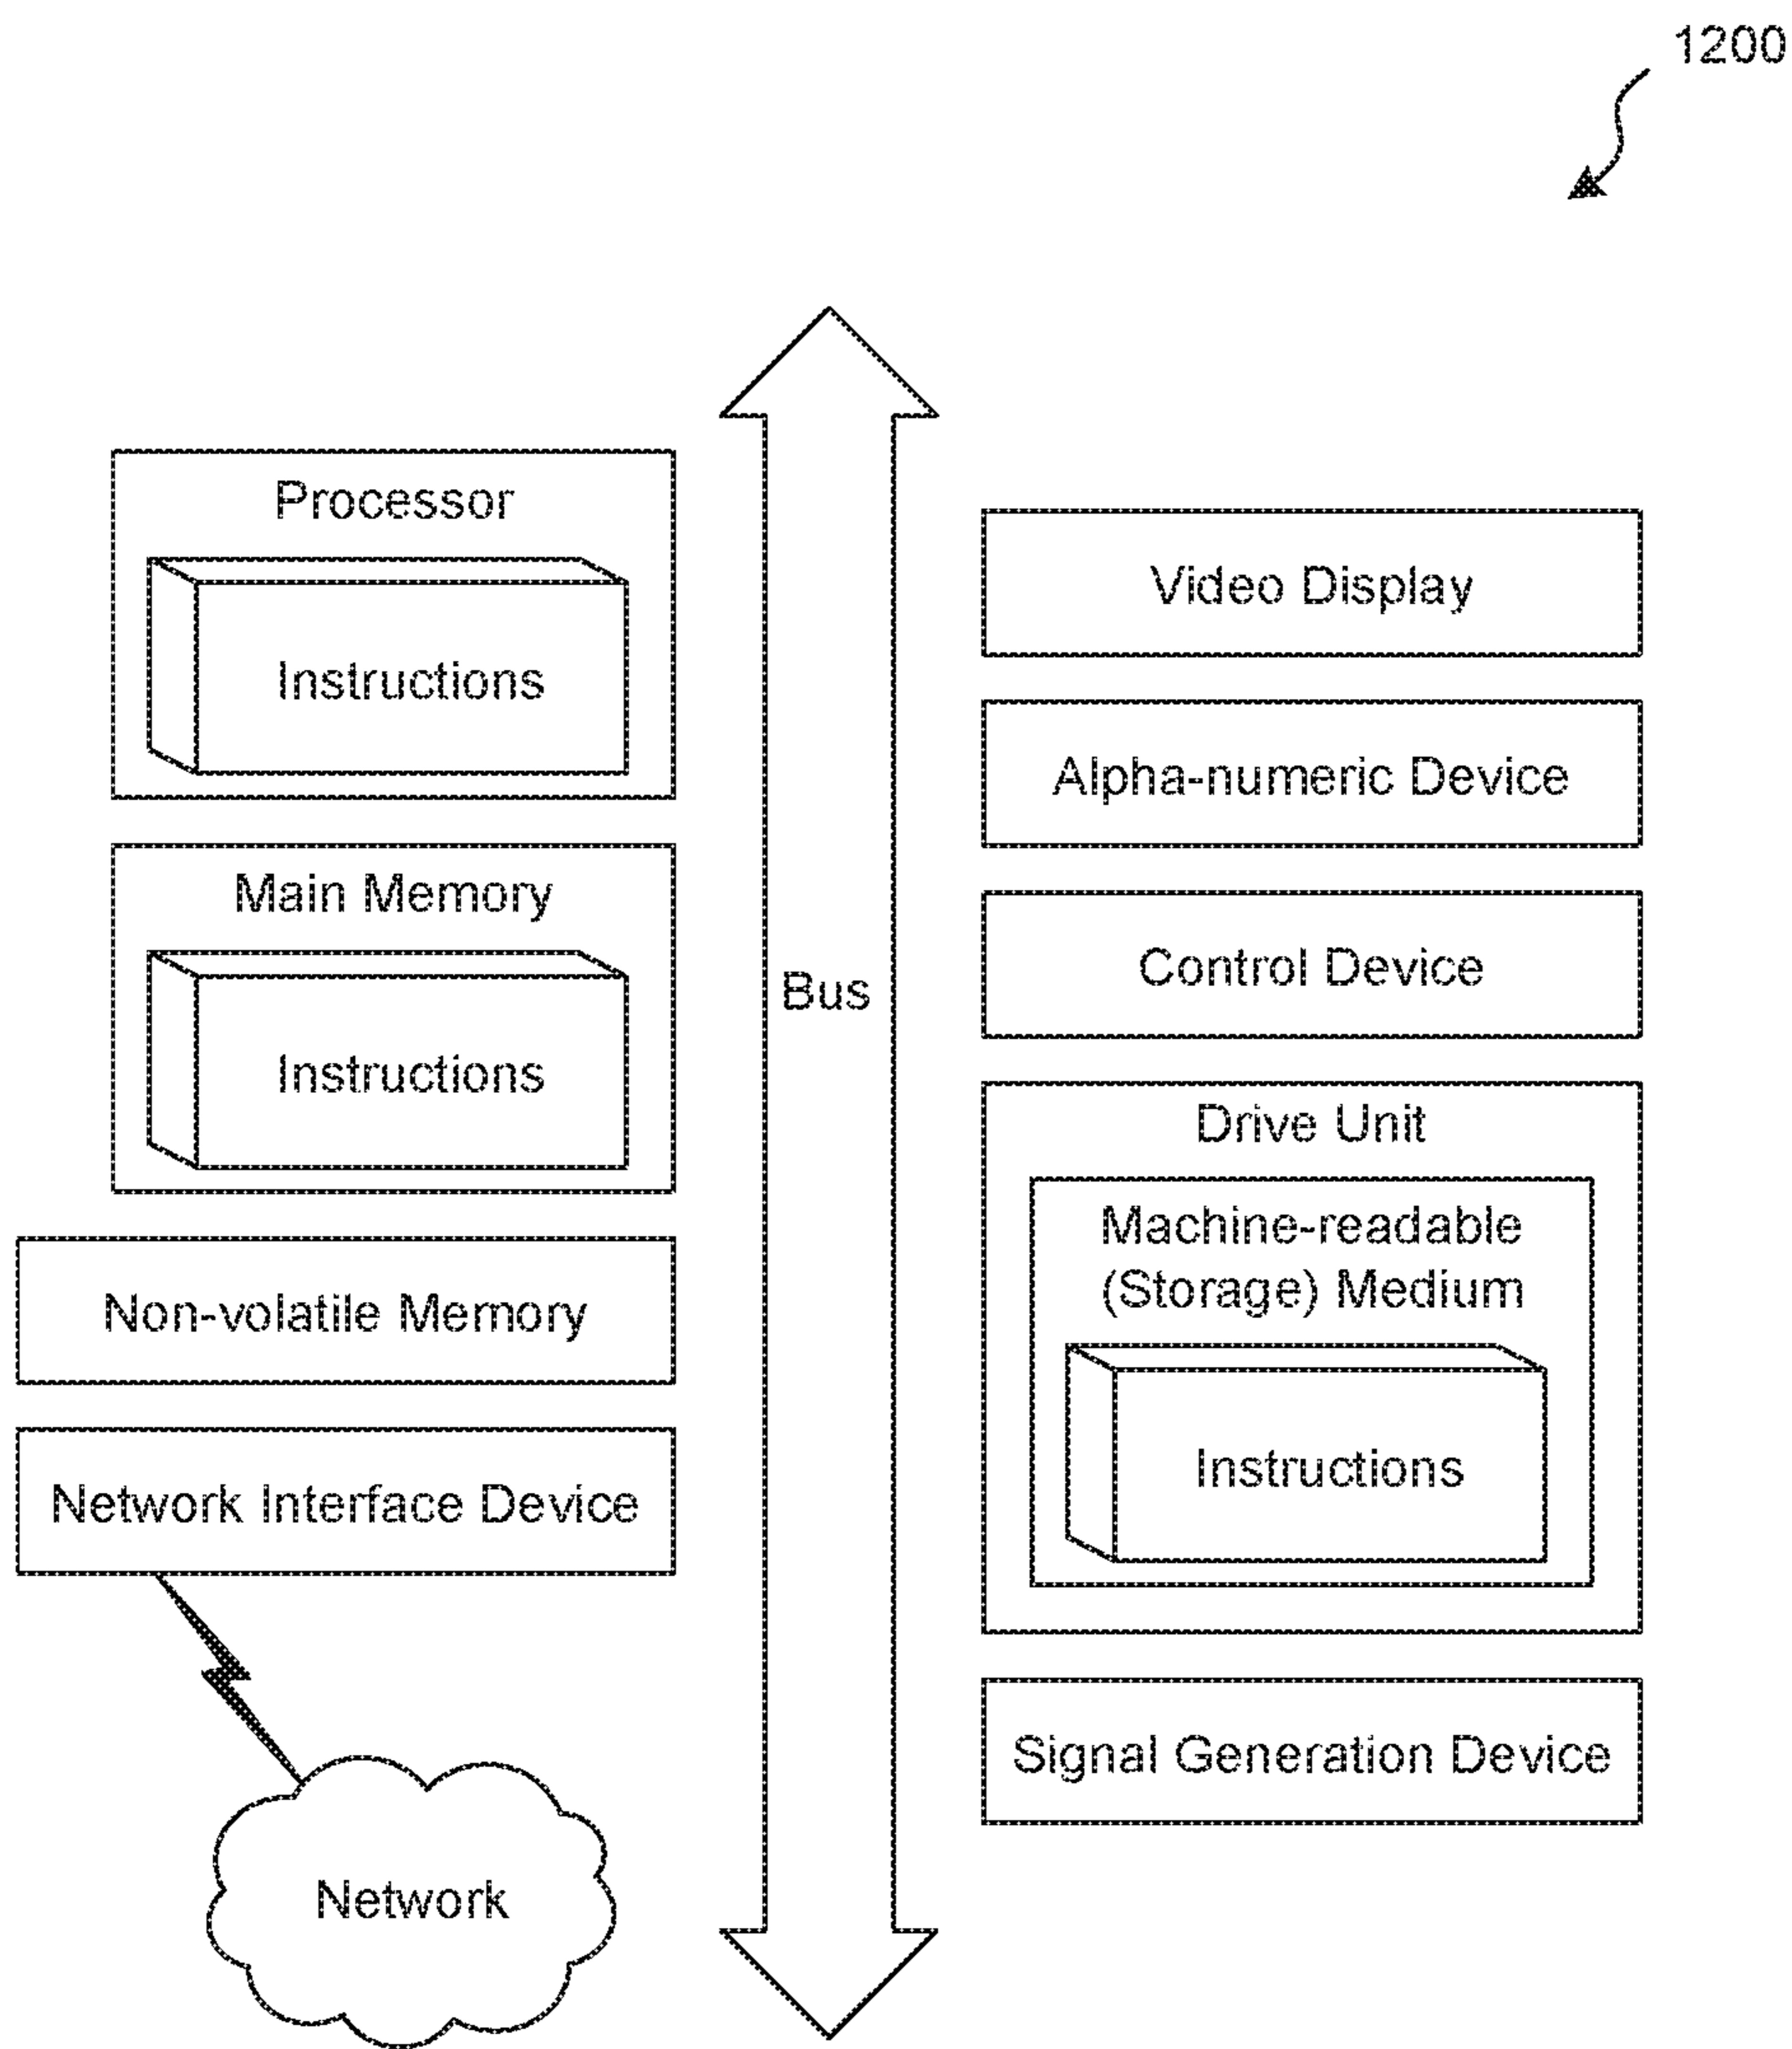 1200
Processor
Instructions
Main Memory
Instructions
Non-volatile Memory
Network Interface Device
Network
Bus
Video Display
Alpha-numeric Device
Control Device
Drive Unit
Machine-readable
(Storage) Medium
Instructions
Signal Generation Device